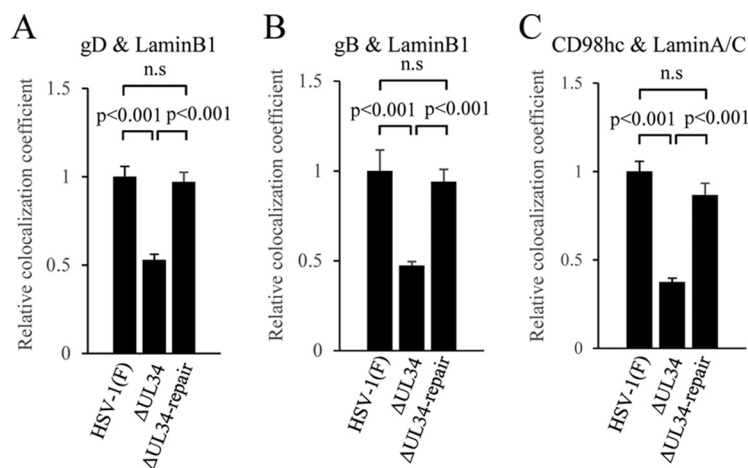 A
gD & LaminB1
n.s
p<0.001 p<0.001
Relative colocalization coefficient
1.5
1
0.5
0
HSV-1(F)
ΔUL34
ΔUL34-repair
B
gB & LaminB1
n.s
p<0.001 p<0.001
Relative colocalization coefficient
1.5
1
0.5
0
HSV-1(F)
ΔUL34
ΔUL34-repair
C
CD98hc & LaminA/C
n.s
p<0.001 p<0.001
Relative colocalization coefficient
1.5
1
0.5
0
HSV-1(F)
ΔUL34
ΔUL34-repair